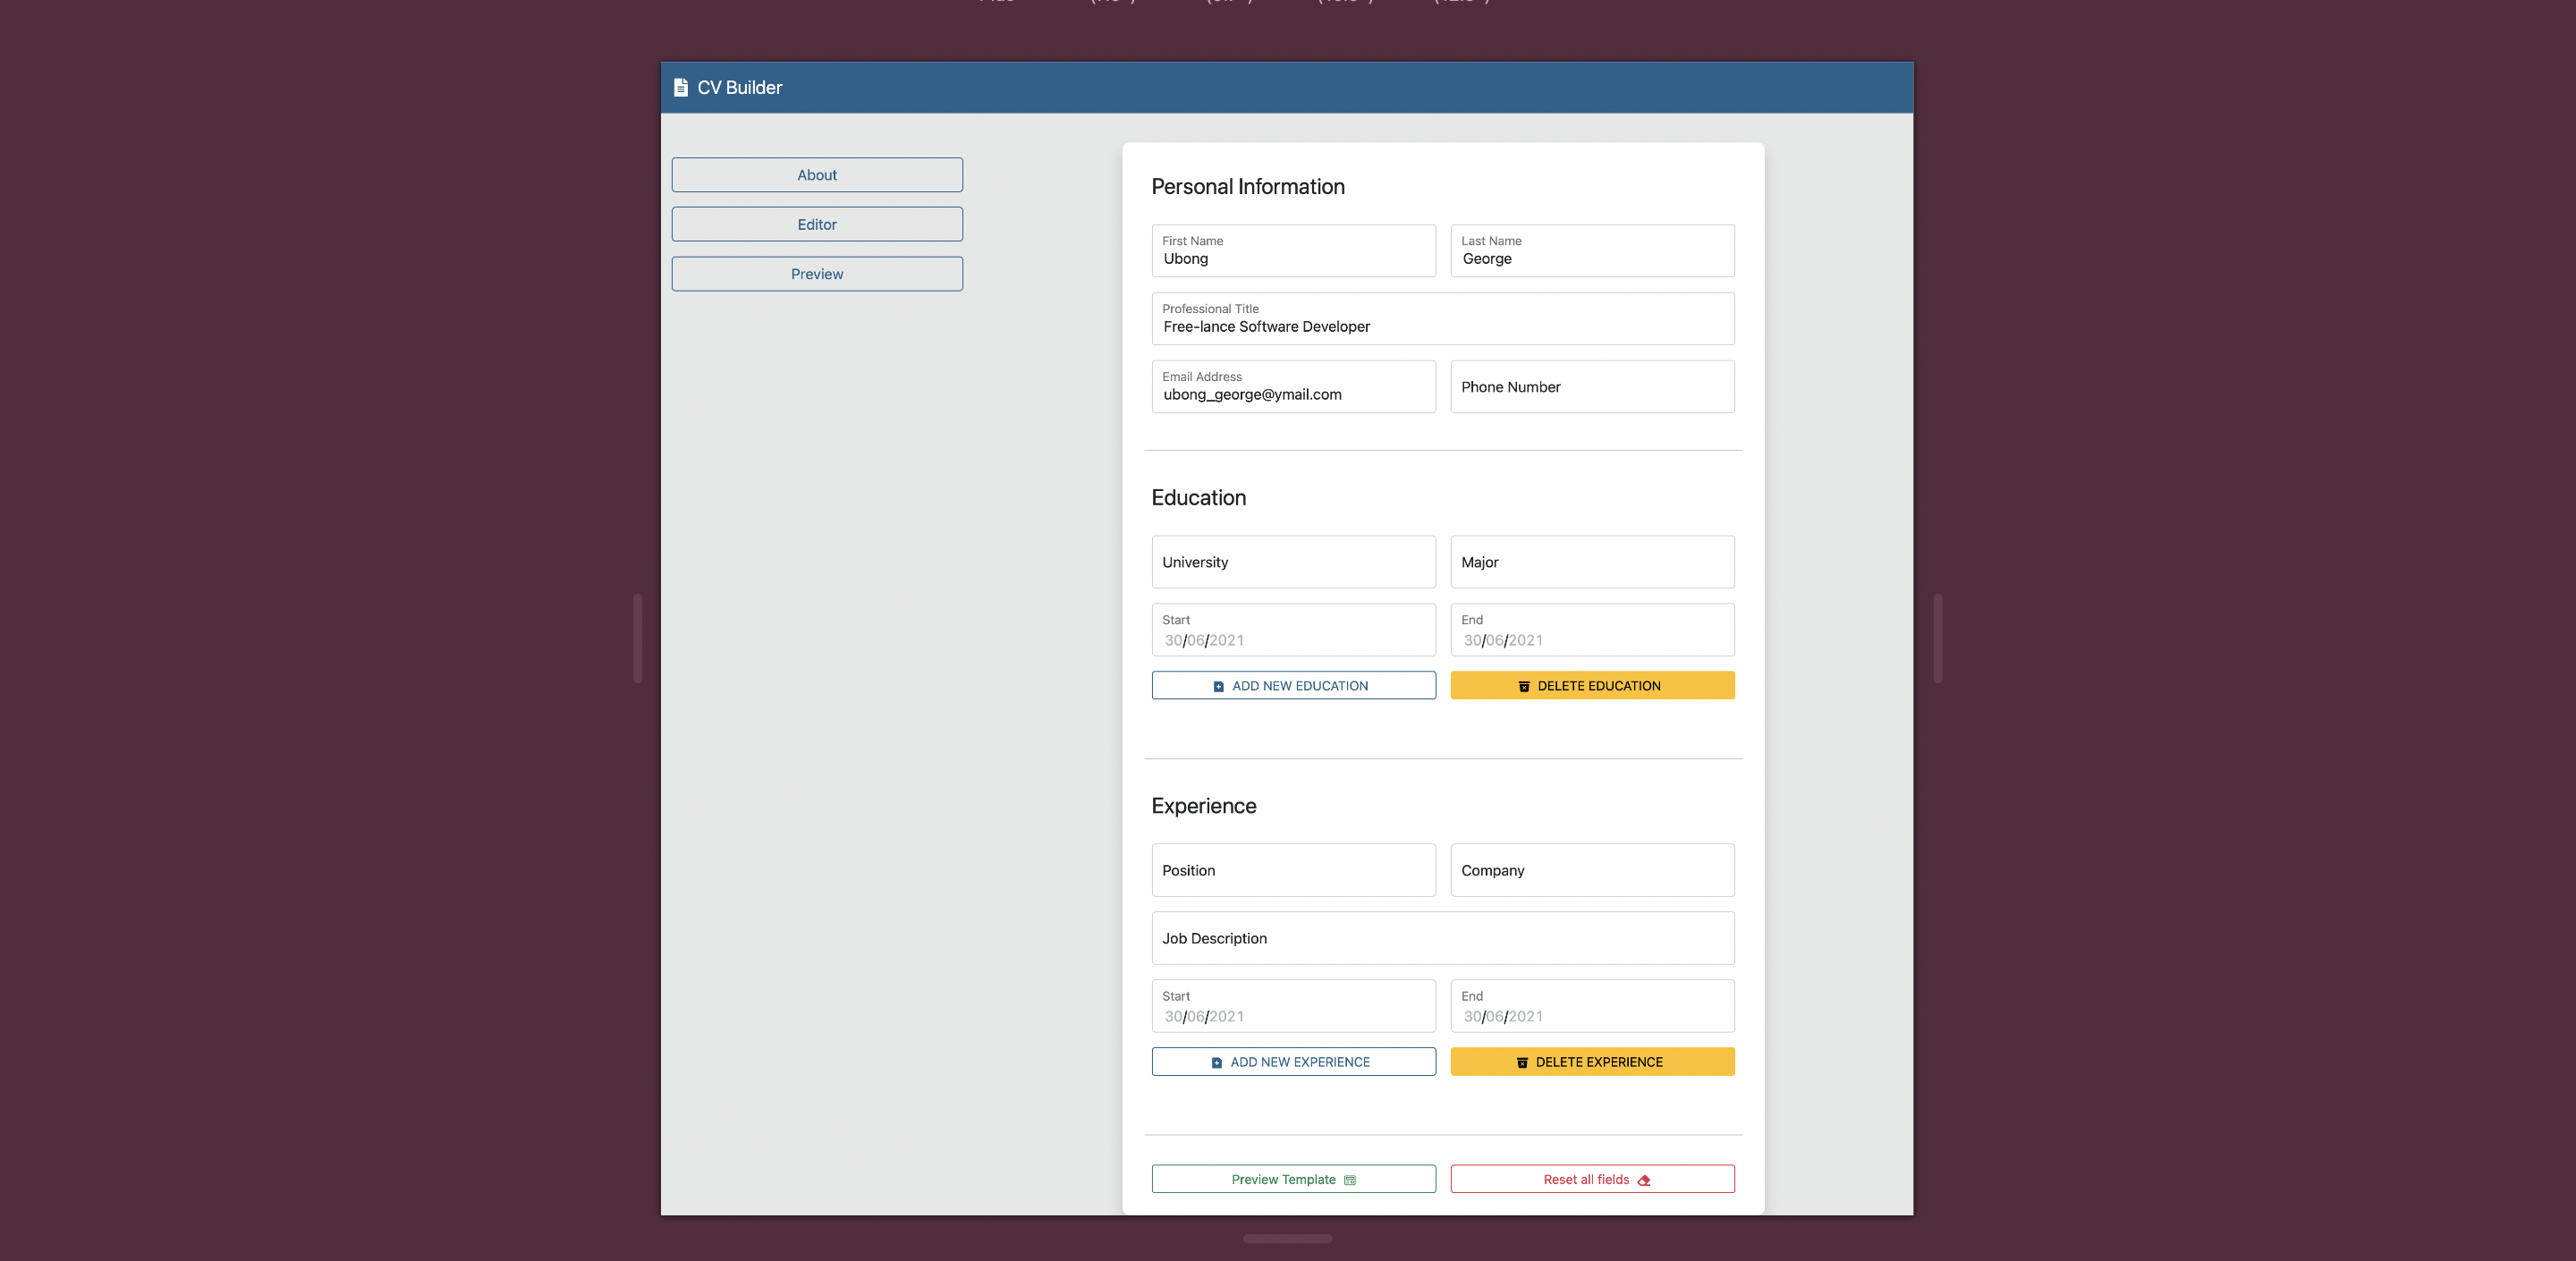 CV Builder
About
Editor
Preview
Personal Information
First Name
Ubong
Last Name
George
Professional Title
Free-lance Software Developer
Email Address
ubong_george@ymail.com
Phone Number
Education
University
Major
Start
30/06/2021
End
30/06/2021
ADD NEW EDUCATION
DELETE EDUCATION
Experience
Position
Company
Job Description
Start
30/06/2021
End
30/06/2021
ADD NEW EXPERIENCE
DELETE EXPERIENCE
Preview Template
Reset all fields